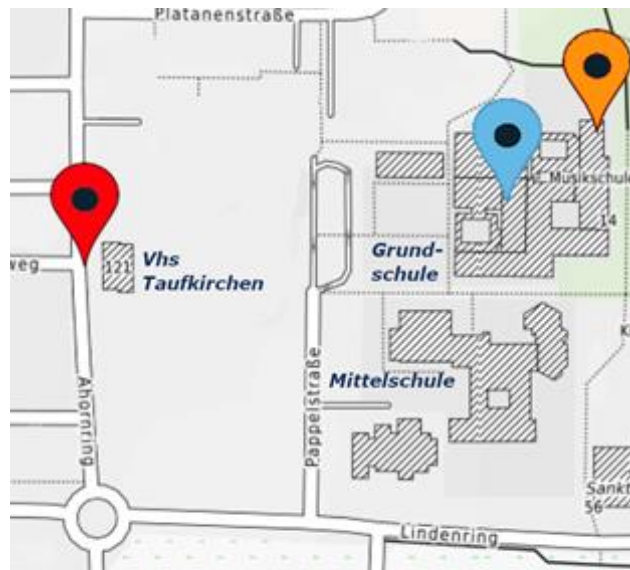 Platanenstraße
Musikschule
14
Grund-
schule
weg
121
Vhs
Taufkirchen
Mittelschule
Ahornring
Pappelstraße
Sankt
56
Lindenring